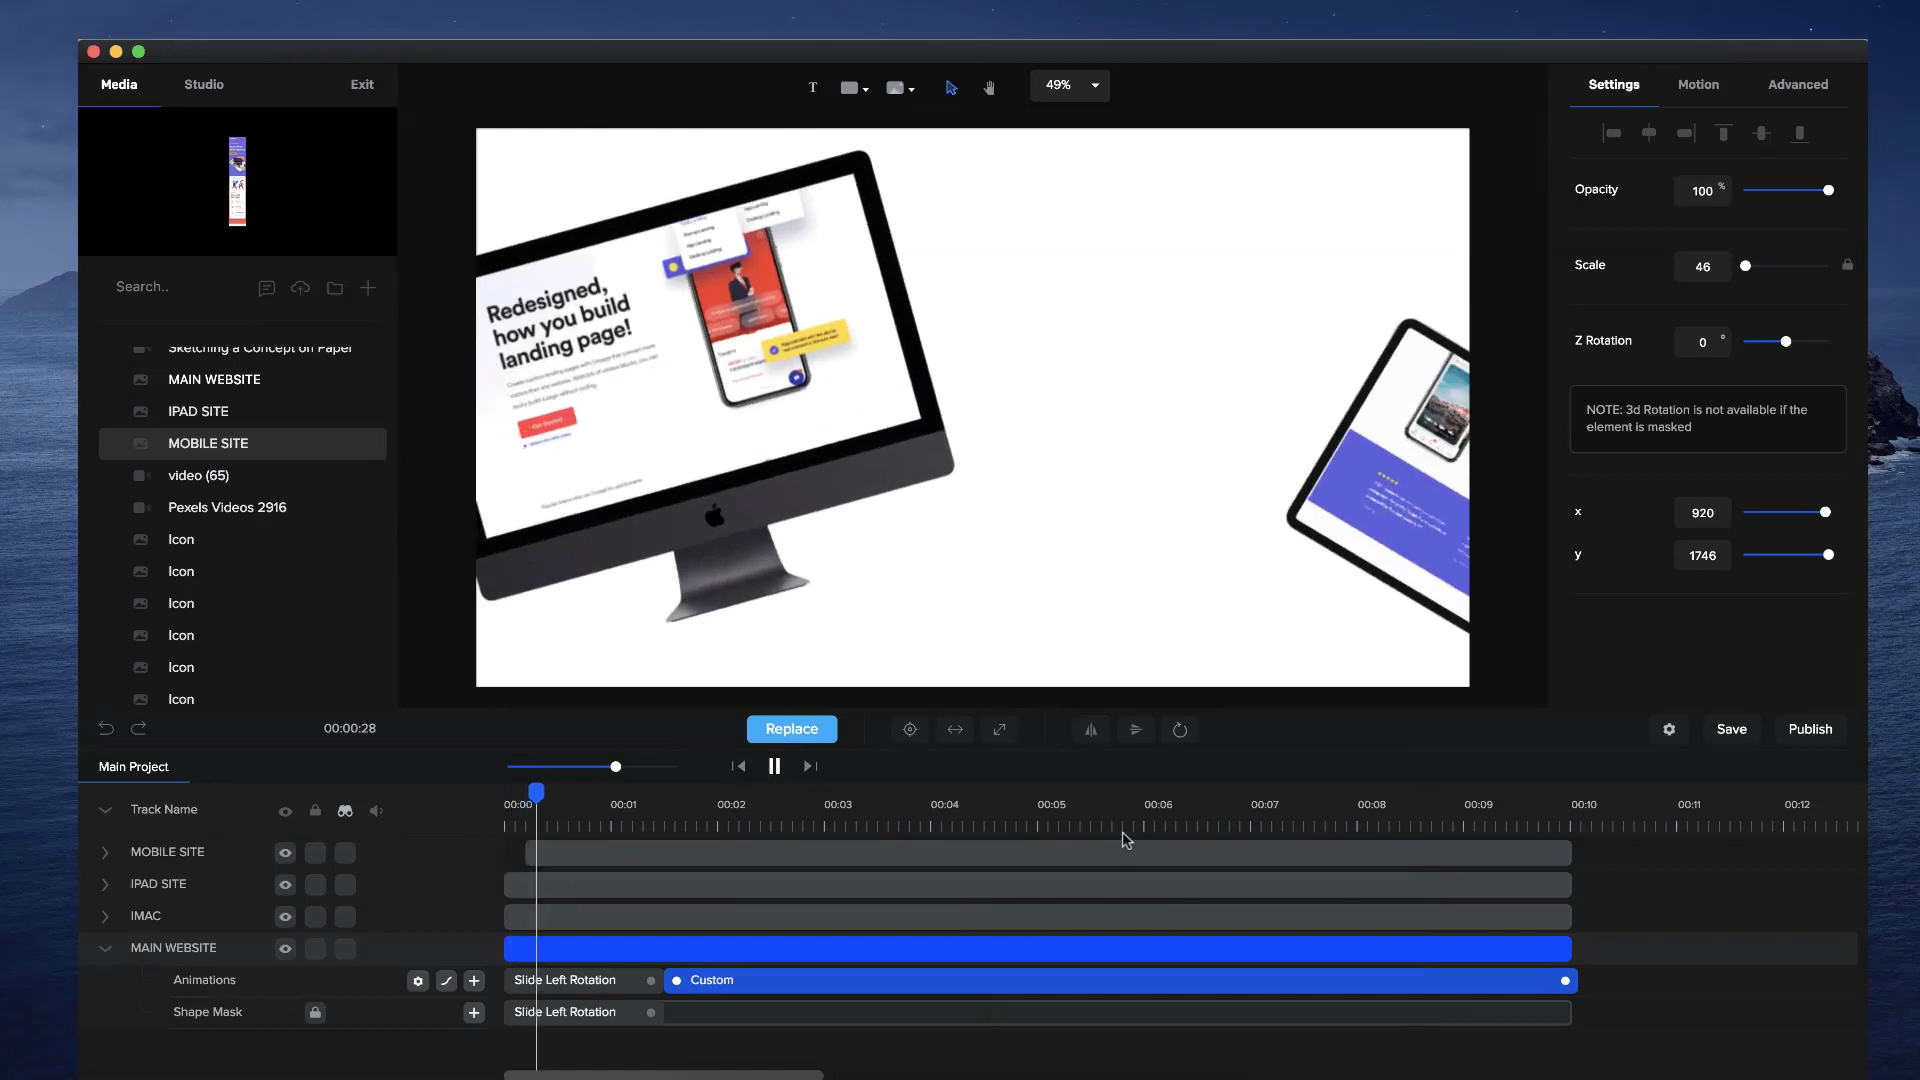 Media
Studio
Exit
T
49%
Settings
Motion
Advanced
Search..
Sketching a Concept on Paper
MAIN WEBSITE
IPAD SITE
MOBILE SITE
video (65)
Pexels Videos 2916
Icon
Icon
Icon
Icon
Icon
Icon
Redesigned,
how you build
landing page!
Opacity
100 %
Scale
46
Z Rotation
0 °
NOTE: 3d Rotation is not available if the
element is masked
x
920
y
1746
00:00:28
Replace
Save
Publish
Main Project
Track Name
00:00
00:01
00:02
00:03
00:04
00:05
00:06
00:07
00:08
00:09
00:10
00:11
00:12
MOBILE SITE
IPAD SITE
IMAC
MAIN WEBSITE
Animations
Slide Left Rotation
Custom
Shape Mask
Slide Left Rotation